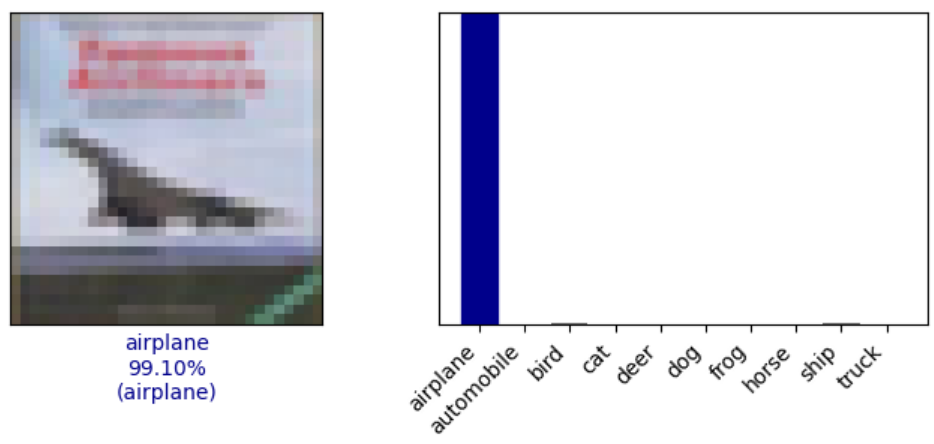 airplane
99.10%
(airplane)
airplane
automobile
bird
cat
deer
dog
frog
horse
ship
truck